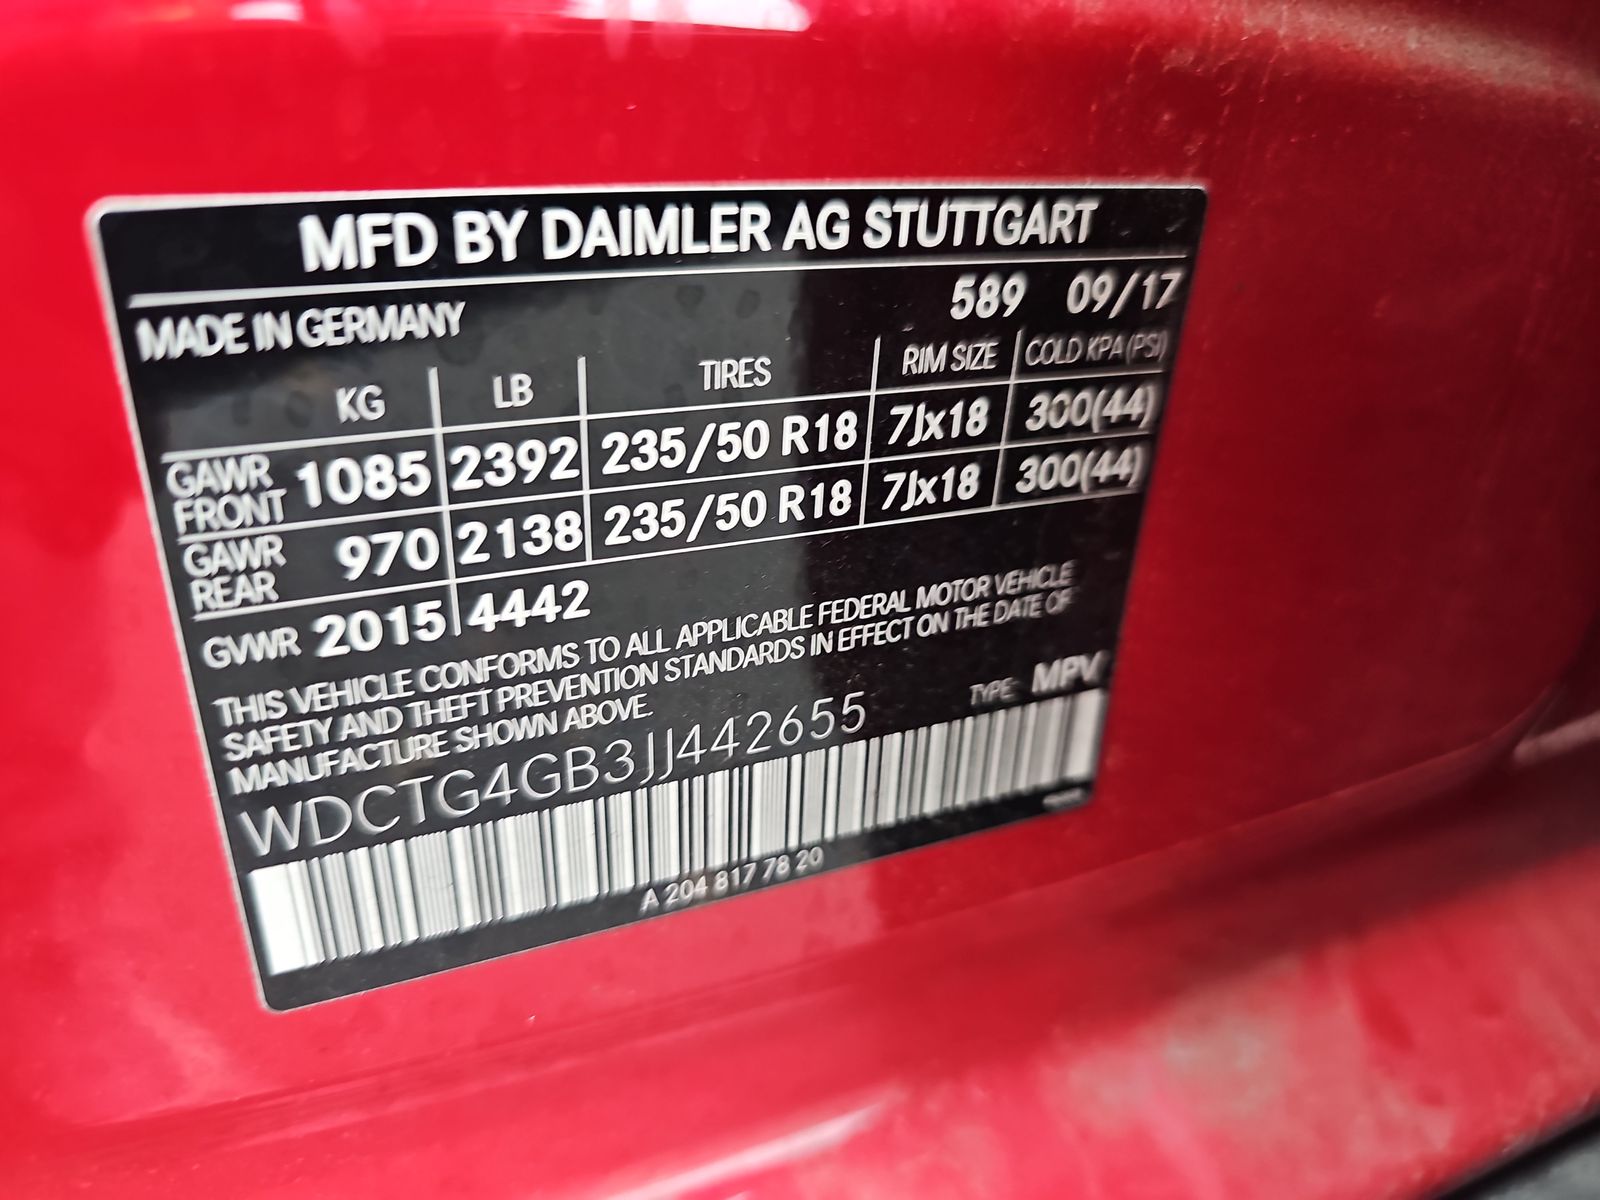 MFD BY DAIMLER AG STUTTGART
MADE IN GERMANY 589 09/17
KG LB TIRES RIM SIZE COLD KPA (PSI)
GAWR FRONT 1085 2392 235/50 R18 7Jx18 300(44)
GAWR REAR 970 2138 235/50 R18 7Jx18 300(44)
GVWR 2015 4442
THIS VEHICLE CONFORMS TO ALL APPLICABLE FEDERAL MOTOR VEHICLE
SAFETY AND THEFT PREVENTION STANDARDS IN EFFECT ON THE DATE OF
MANUFACTURE SHOWN ABOVE.
WDCTG4GB3JJ442655 TYPE: MPV
A 204 817 78 20